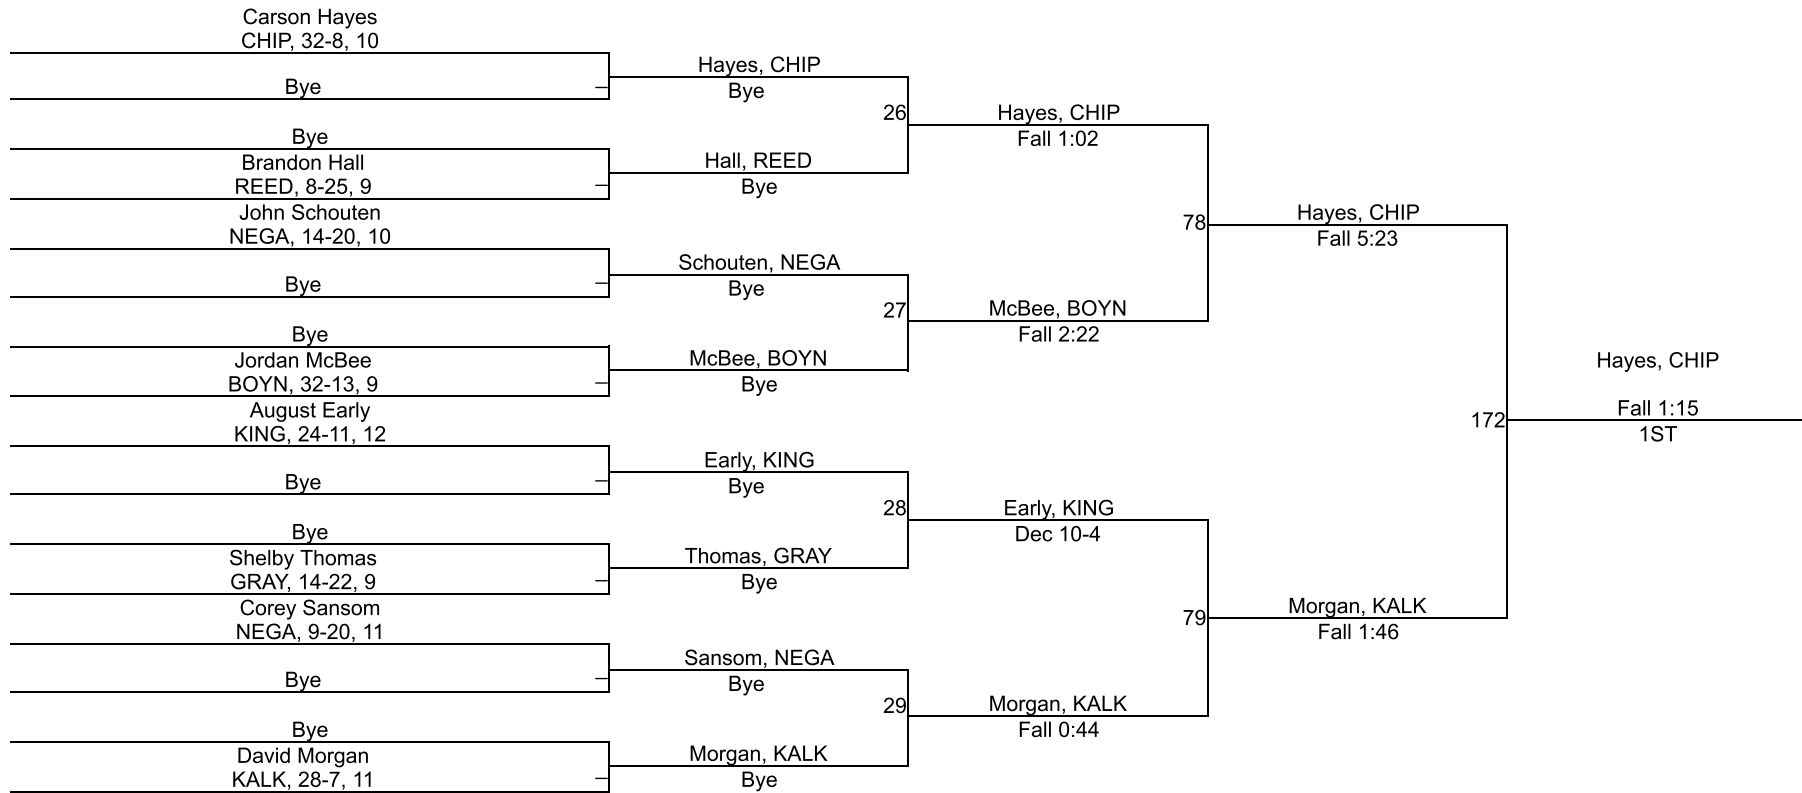 Carson Hayes
CHIP, 32-8, 10
Bye
Bye
Brandon Hall
REED, 8-25, 9
John Schouten
NEGA, 14-20, 10
Bye
Bye
Jordan McBee
BOYN, 32-13, 9
August Early
KING, 24-11, 12
Bye
Bye
Shelby Thomas
GRAY, 14-22, 9
Corey Sansom
NEGA, 9-20, 11
Bye
Bye
David Morgan
KALK, 28-7, 11
Hayes, CHIP
Bye
26
Hall, REED
Bye
Schouten, NEGA
Bye
27
McBee, BOYN
Bye
Early, KING
Bye
28
Thomas, GRAY
Bye
Sansom, NEGA
Bye
29
Morgan, KALK
Bye
Hayes, CHIP
Fall 1:02
78
McBee, BOYN
Fall 2:22
Early, KING
Dec 10-4
79
Morgan, KALK
Fall 0:44
Hayes, CHIP
Fall 5:23
172
Morgan, KALK
Fall 1:46
Hayes, CHIP
Fall 1:15
1ST